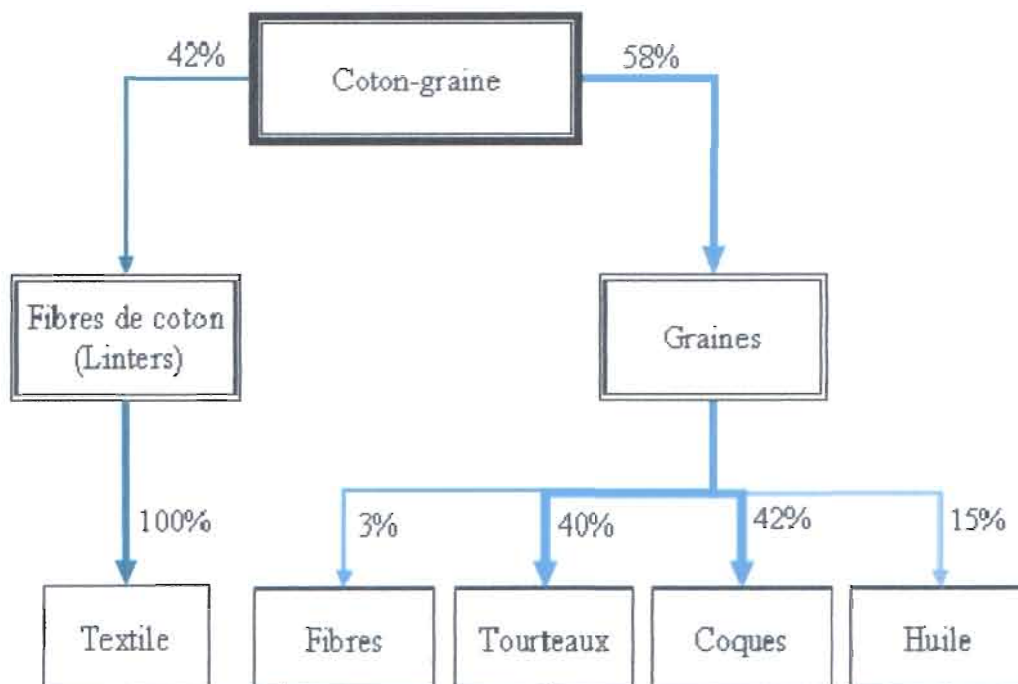 42%
Coton-graine
58%
Fibres de coton
(Linters)
Graines
100%
3%
40%
42%
15%
Textile
Fibres
Tourteaux
Coques
Huile